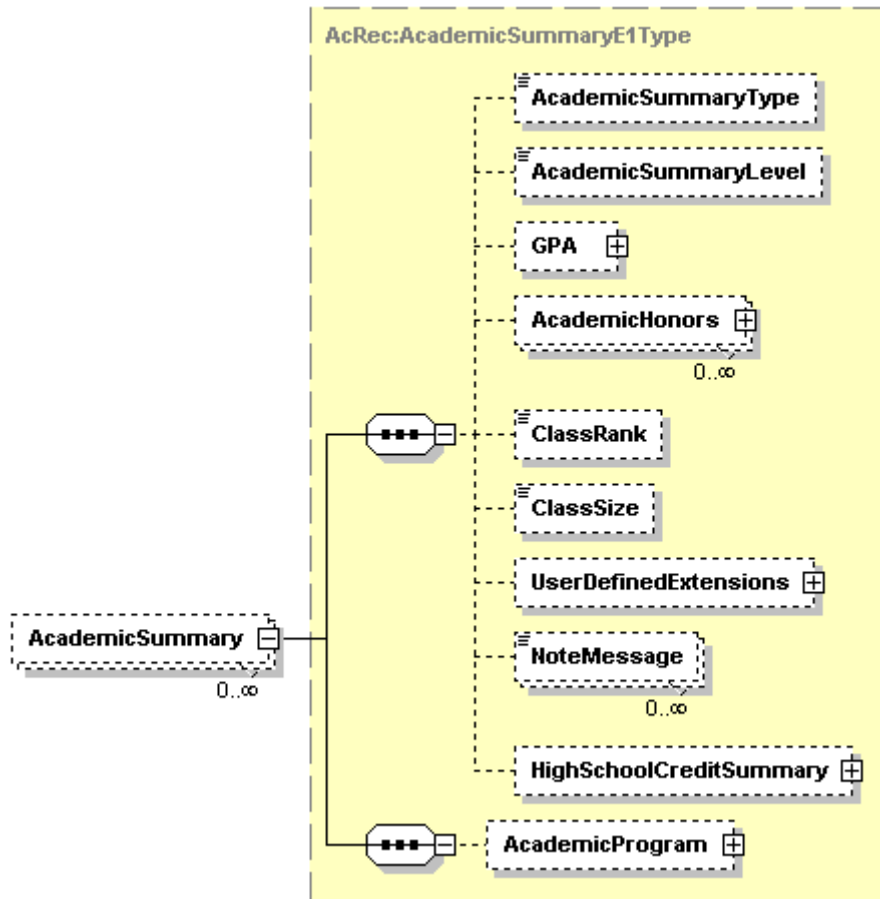 AcRec:AcademicSummaryE1Type
AcademicSummaryType
AcademicSummaryLevel
GPA
AcademicHonors
0..∞
ClassRank
ClassSize
UserDefinedExtensions
AcademicSummary
0..∞
NoteMessage
0..∞
HighSchoolCreditSummary
AcademicProgram